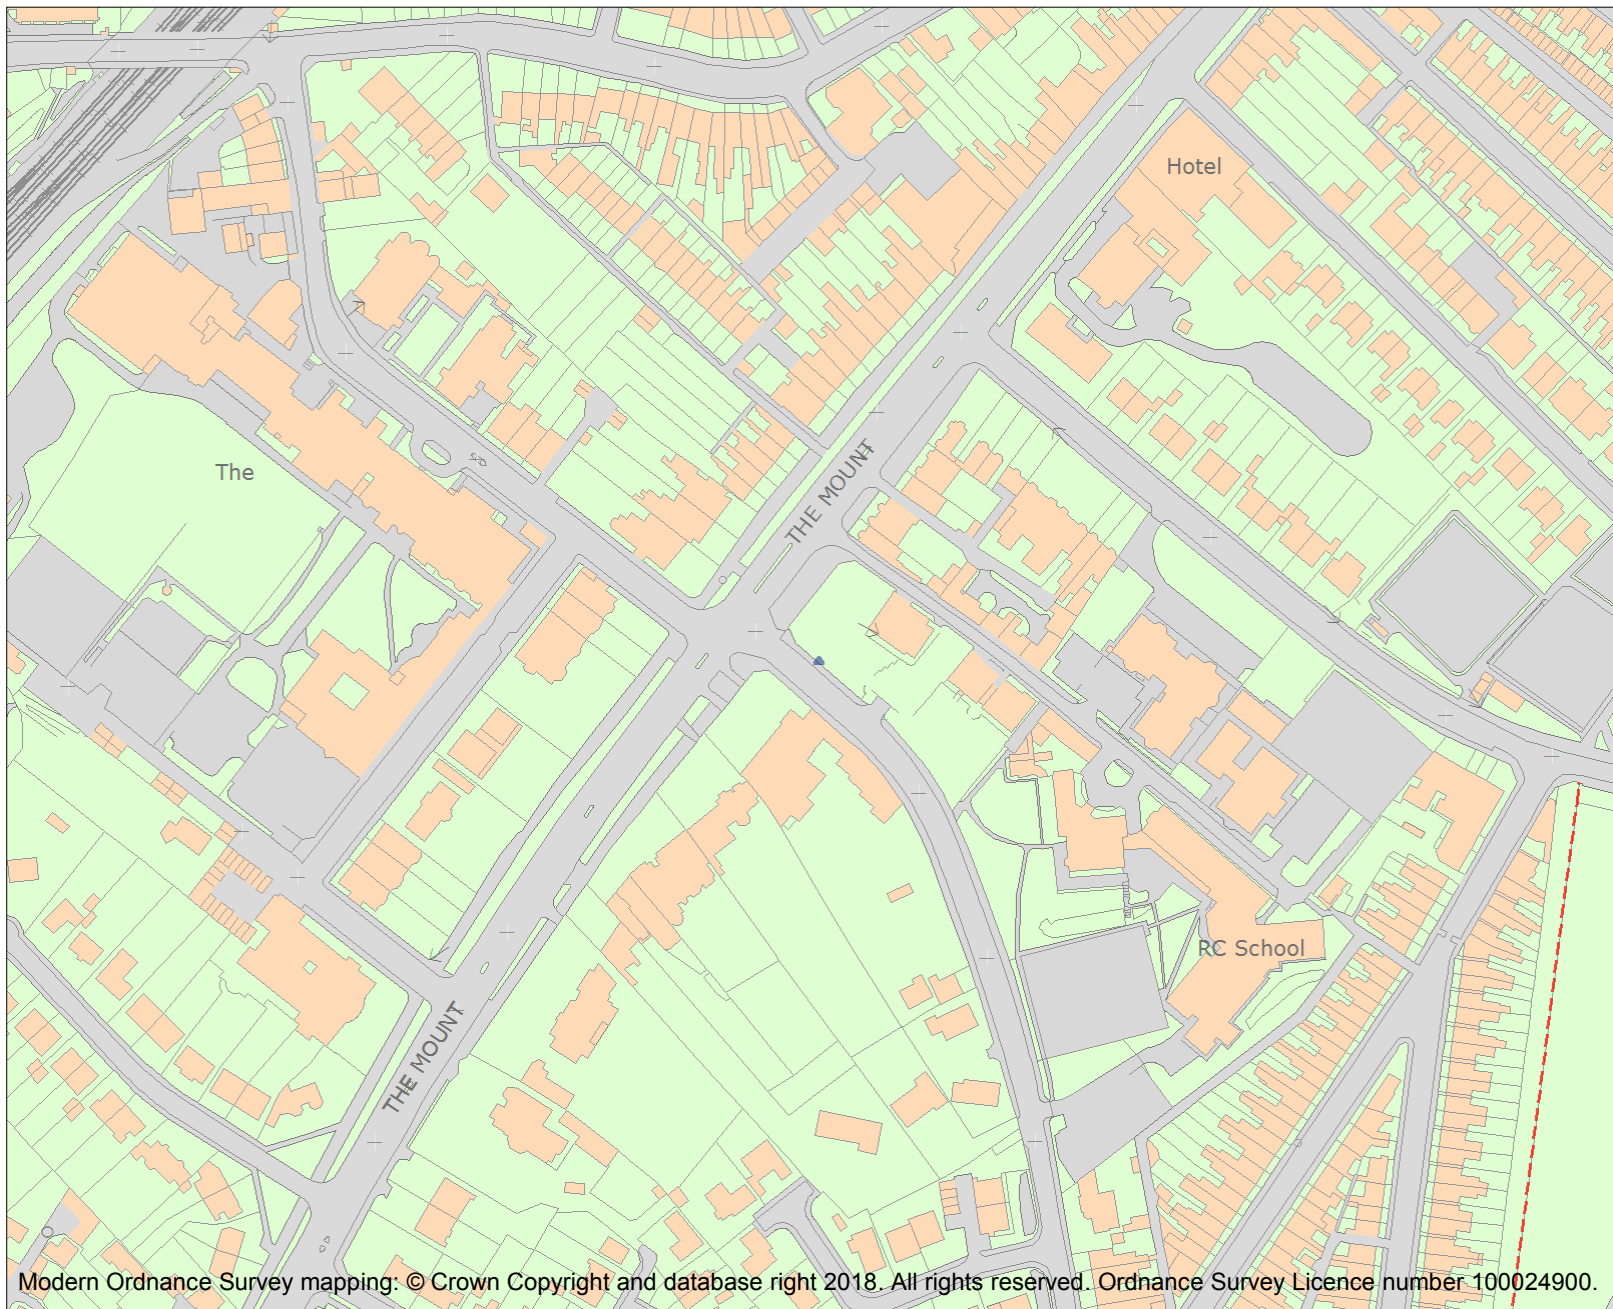 Hotel
THE MOUNT
The
RC School
THE MOUNT
Modern Ordnance Survey mapping: © Crown Copyright and database right 2018. All rights reserved. Ordnance Survey Licence number 100024900.